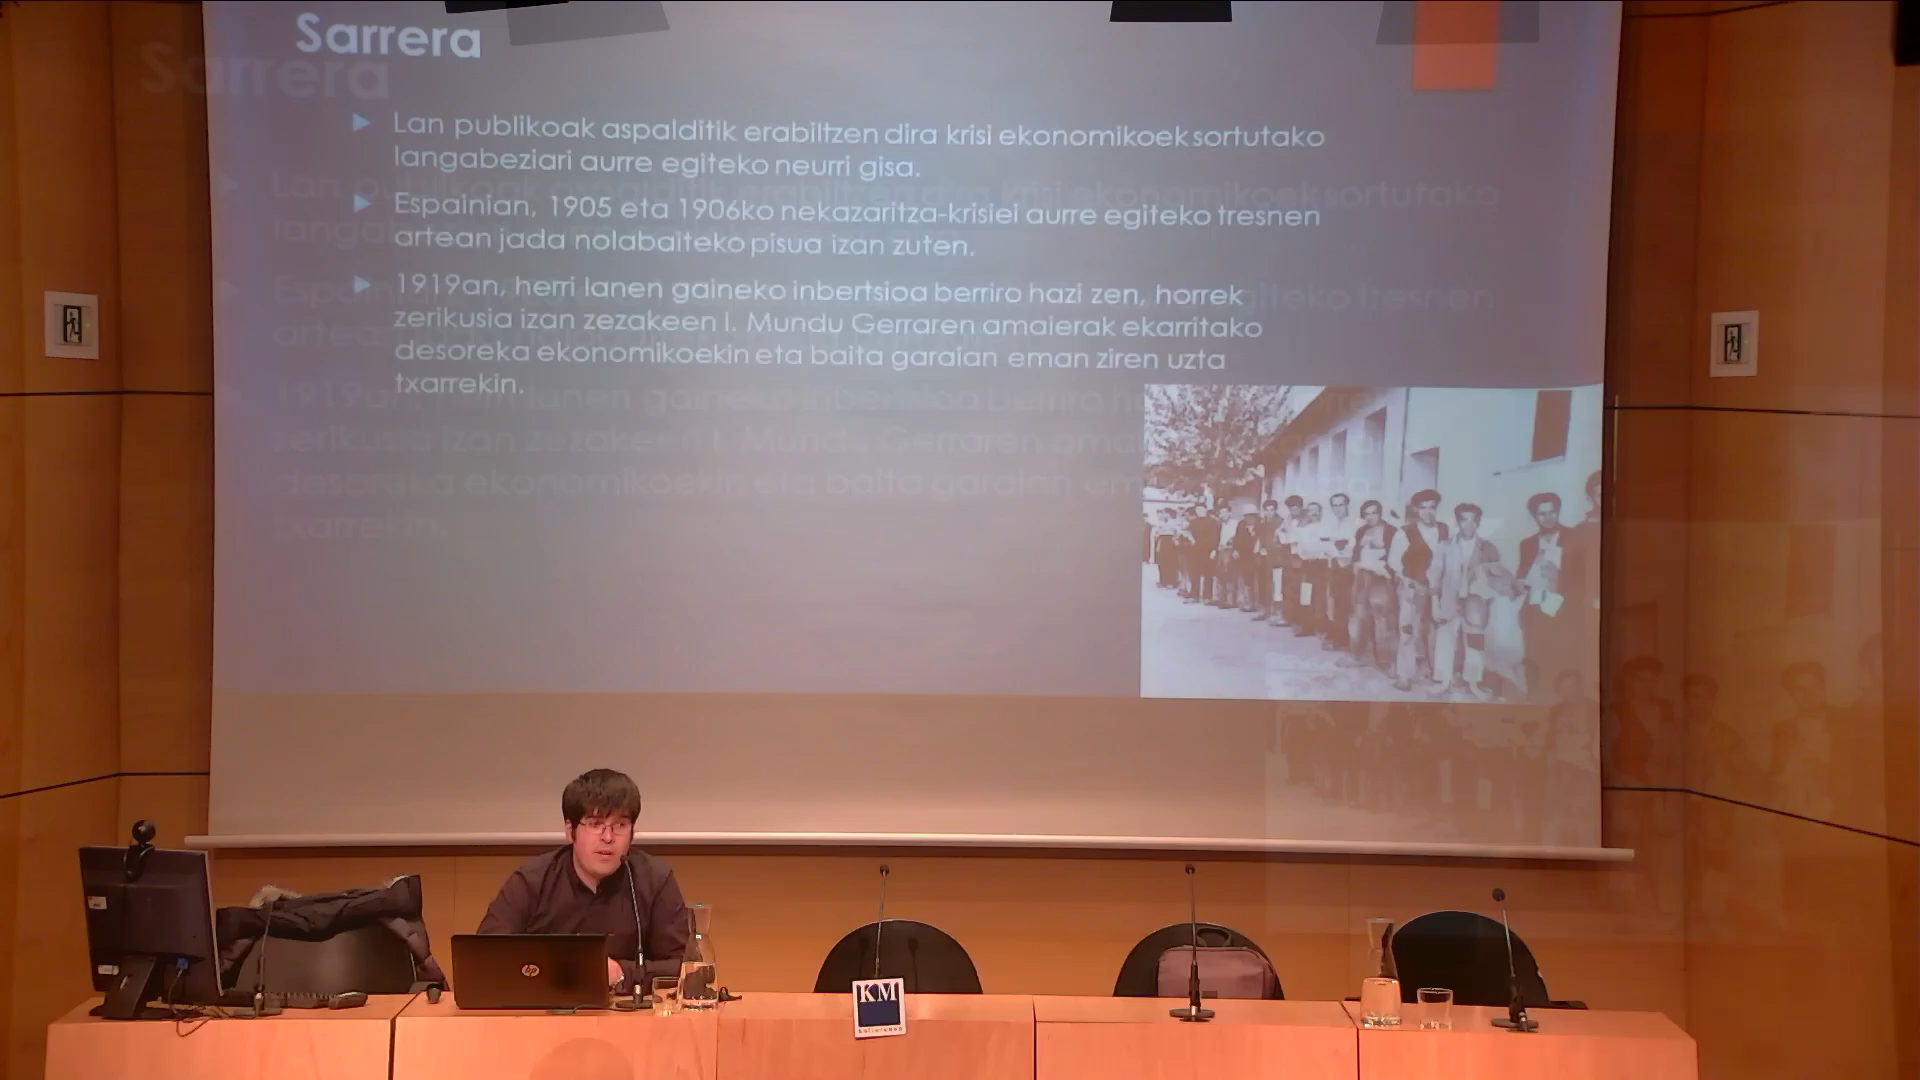 Sarrera
Lan publikoak aspalditik erabiltzen dira krisi ekonomikoek sortutako
langabeziari aurre egiteko neurri gisa.
Espainian, 1905 eta 1906ko nekazaritza-krisiei aurre egiteko tresnen
artean jada nolabaiteko pisua izan zuten.
1919an, herri lanen gaineko inbertsioa berriro hazi zen, horrek
zerikusia izan zezakeen I. Mundu Gerraren amaierak ekarritako
desoreka ekonomikoekin eta baita garaian eman ziren uzta
txarrekin.
hp
KM